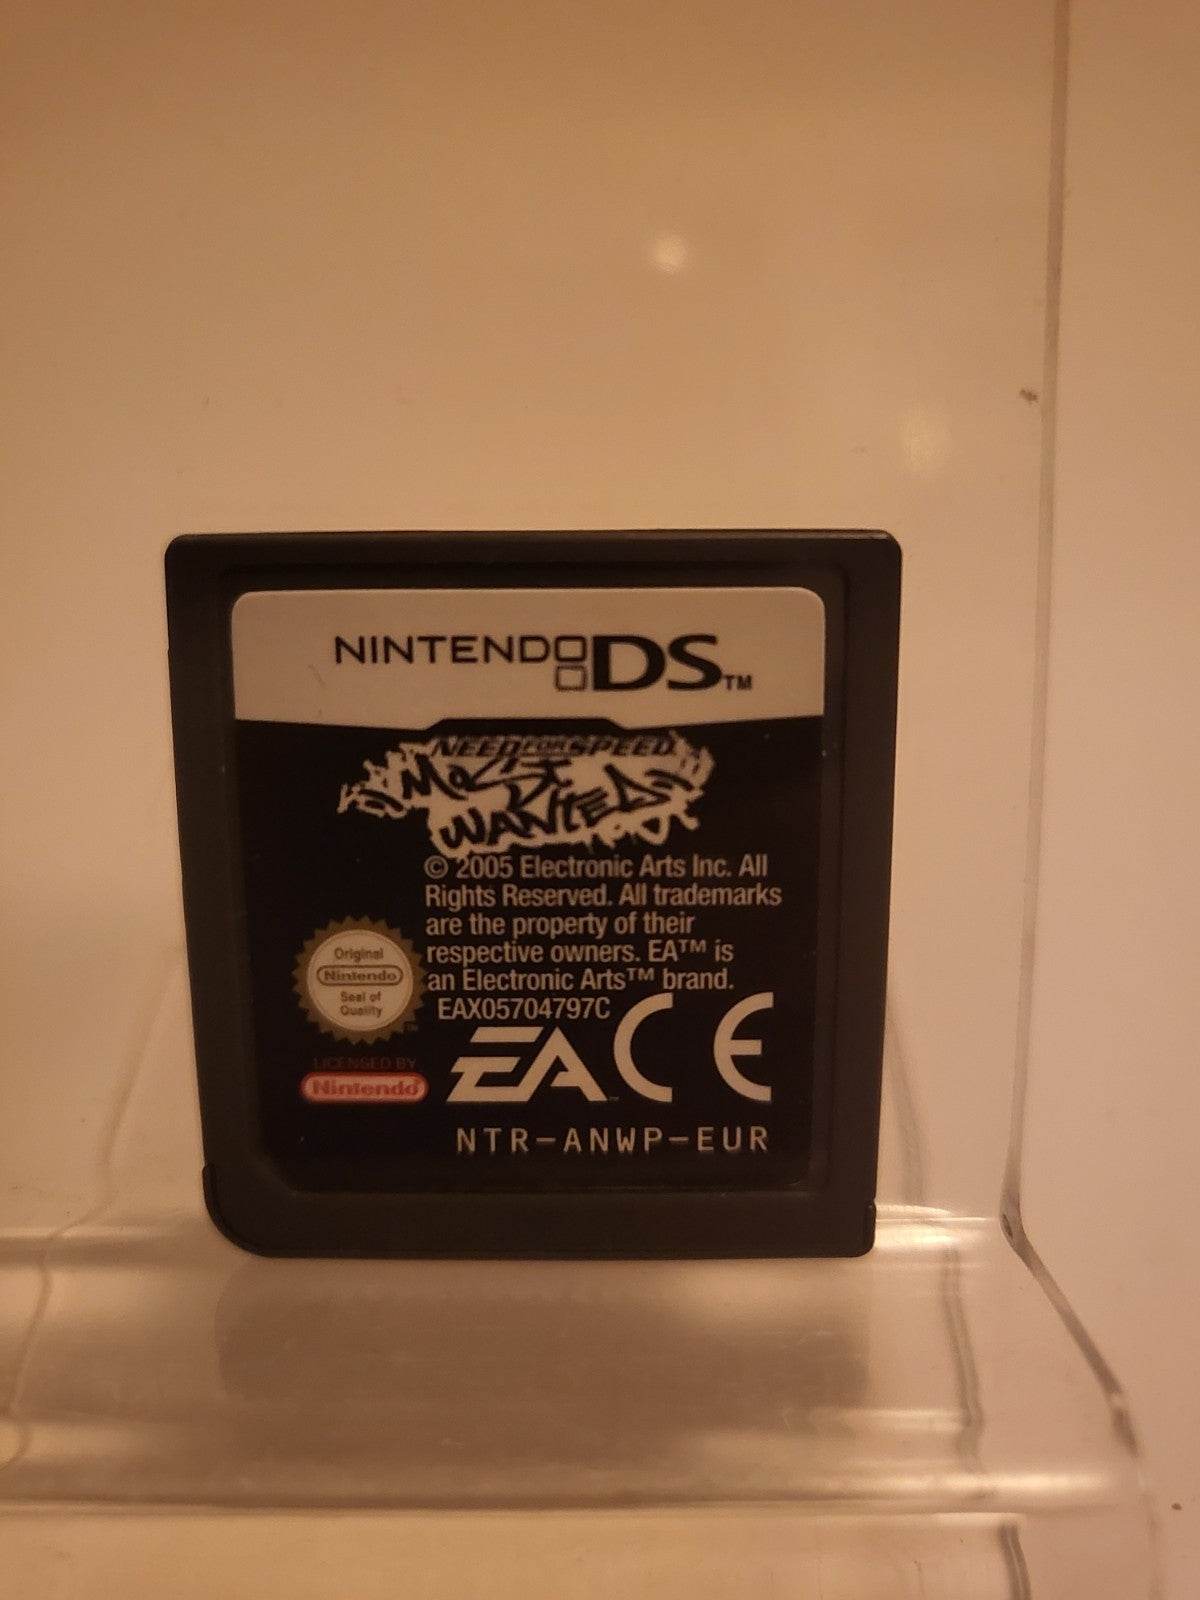 NINTENDO DS™
NEED FOR SPEED
MOST
WANTED
© 2005 Electronic Arts Inc. All
Rights Reserved. All trademarks
are the property of their
respective owners. EA™ is
an Electronic Arts™ brand.
EAX05704797C
Original
Nintendo
Seal of
Quality
LICENSED BY
Nintendo
EA CE
NTR-ANWP-EUR